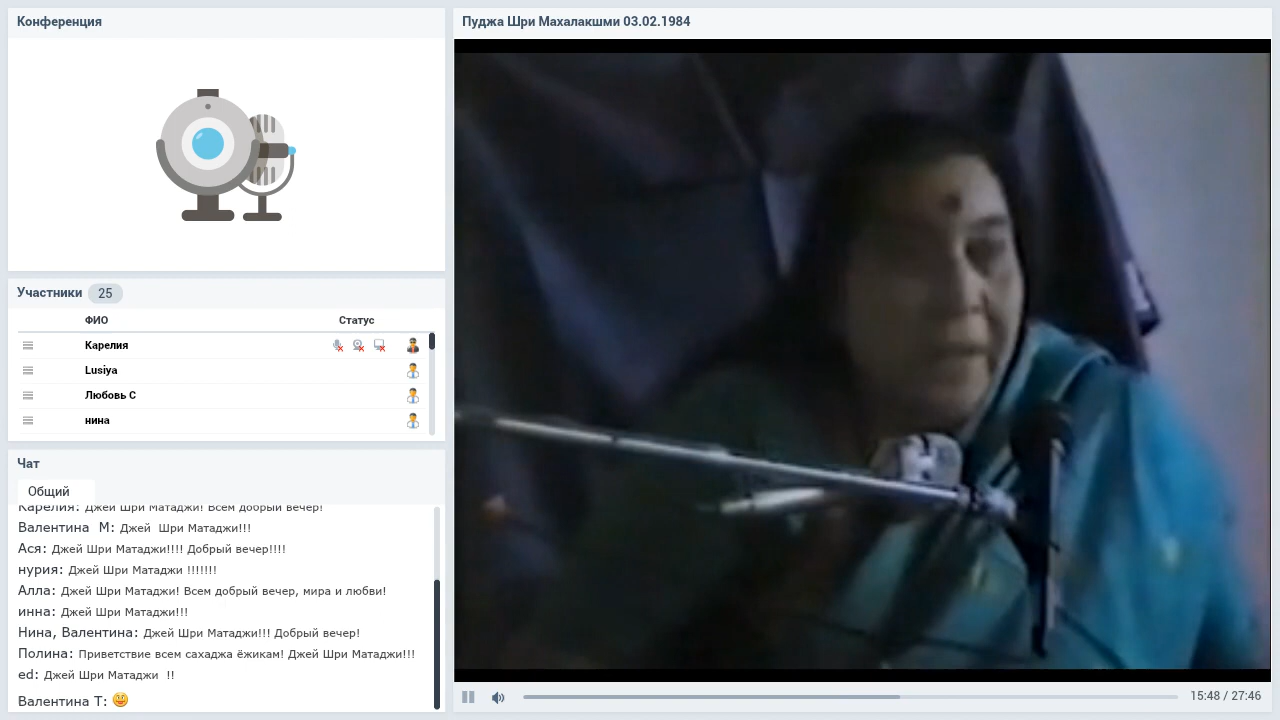 Конференция
Пуджа Шри Махалакшми 03.02.1984
Участники 25
ФИО Статус
Карелия
Lusiya
Любовь С
нина
Чат
Общий
Карелия: Джей Шри Матаджи! Всем добрый вечер!
Валентина М: Джей Шри Матаджи!!!
Ася: Джей Шри Матаджи!!!! Добрый вечер!!!!
нурия: Джей Шри Матаджи !!!!!!!
Алла: Джей Шри Матаджи! Всем добрый вечер, мира и любви!
инна: Джей Шри Матаджи!!!
Нина, Валентина: Джей Шри Матаджи!!! Добрый вечер!
Полина: Приветствие всем сахаджа ёжикам! Джей Шри Матаджи!!!
ed: Джей Шри Матаджи !!
Валентина Т:
15:48 / 27:46